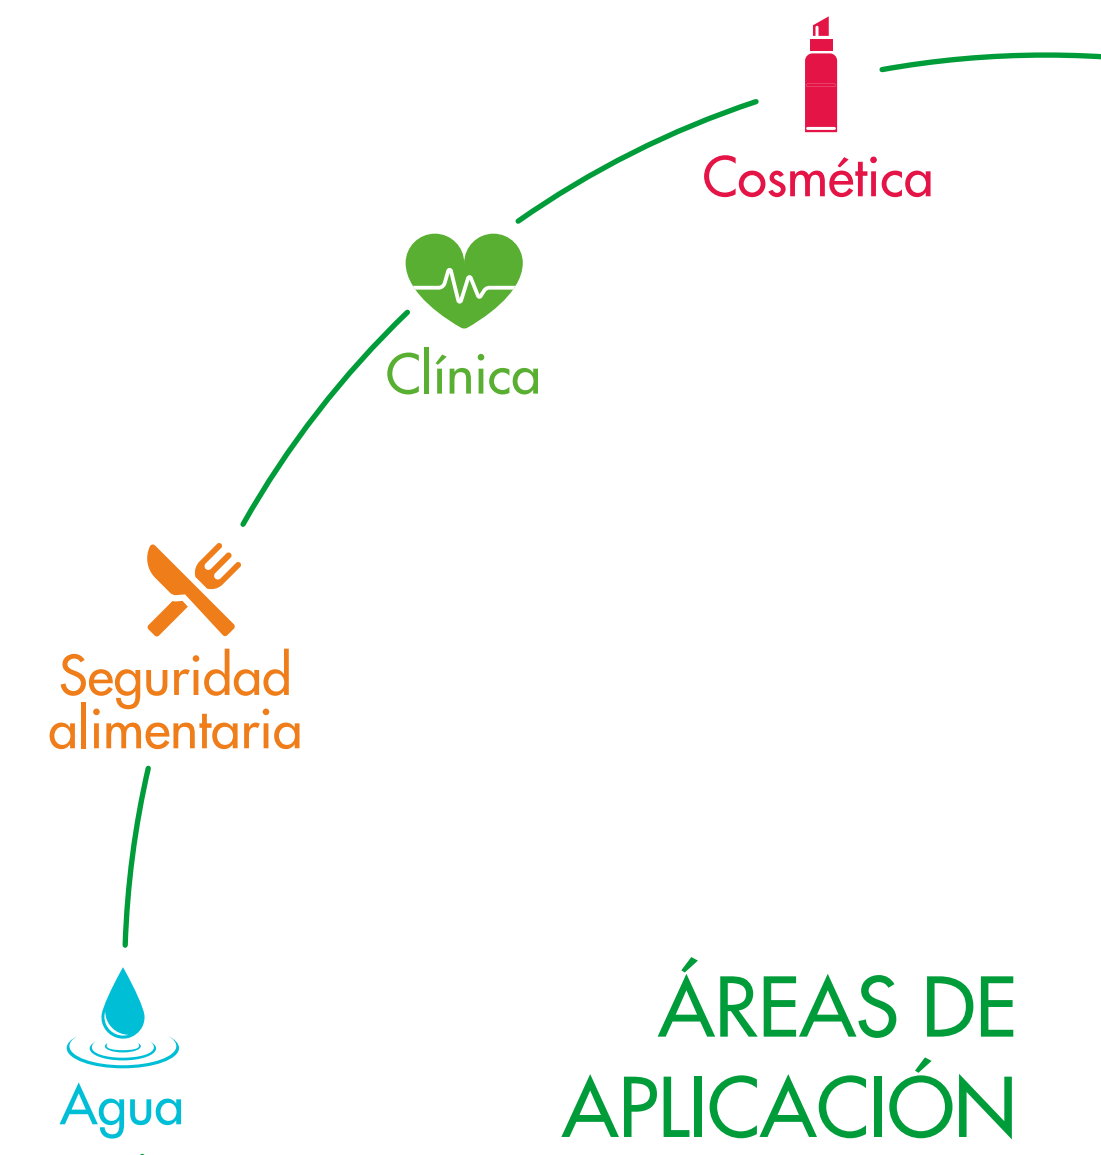 Cosmética
Clínica
Seguridad
alimentaria
Agua
ÁREAS DE
APLICACIÓN